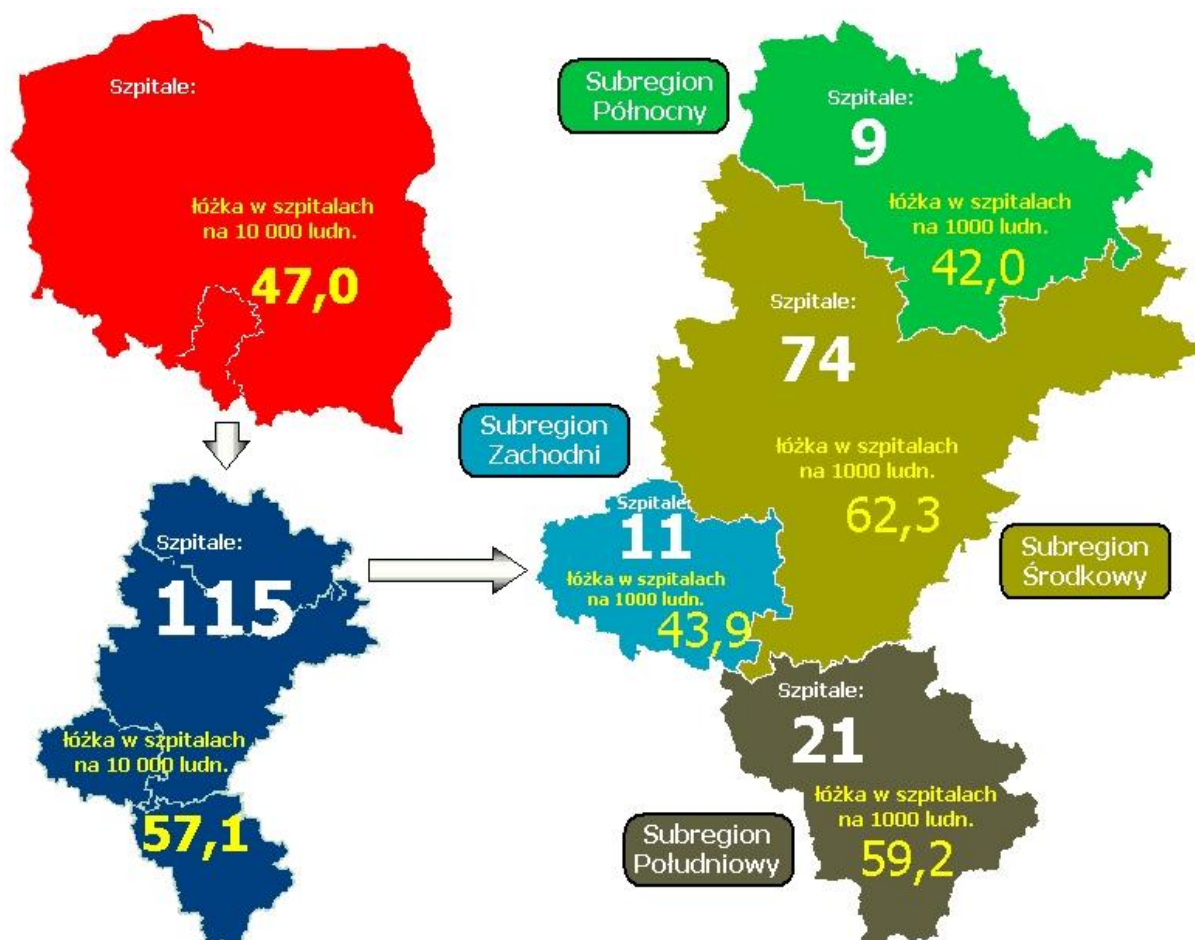 Szpitale:
łóżka w szpitalach
na 10 000 ludn.
47,0
Szpitale:
115
łóżka w szpitalach
na 10 000 ludn.
57,1
Subregion
Północny
Szpitale:
9
łóżka w szpitalach
na 1000 ludn.
42,0
Szpitale:
74
łóżka w szpitalach
na 1000 ludn.
62,3
Subregion
Środkowy
Subregion
Zachodni
Szpitale:
11
łóżka w szpitalach
na 1000 ludn.
43,9
Szpitale:
21
łóżka w szpitalach
na 1000 ludn.
59,2
Subregion
Południowy